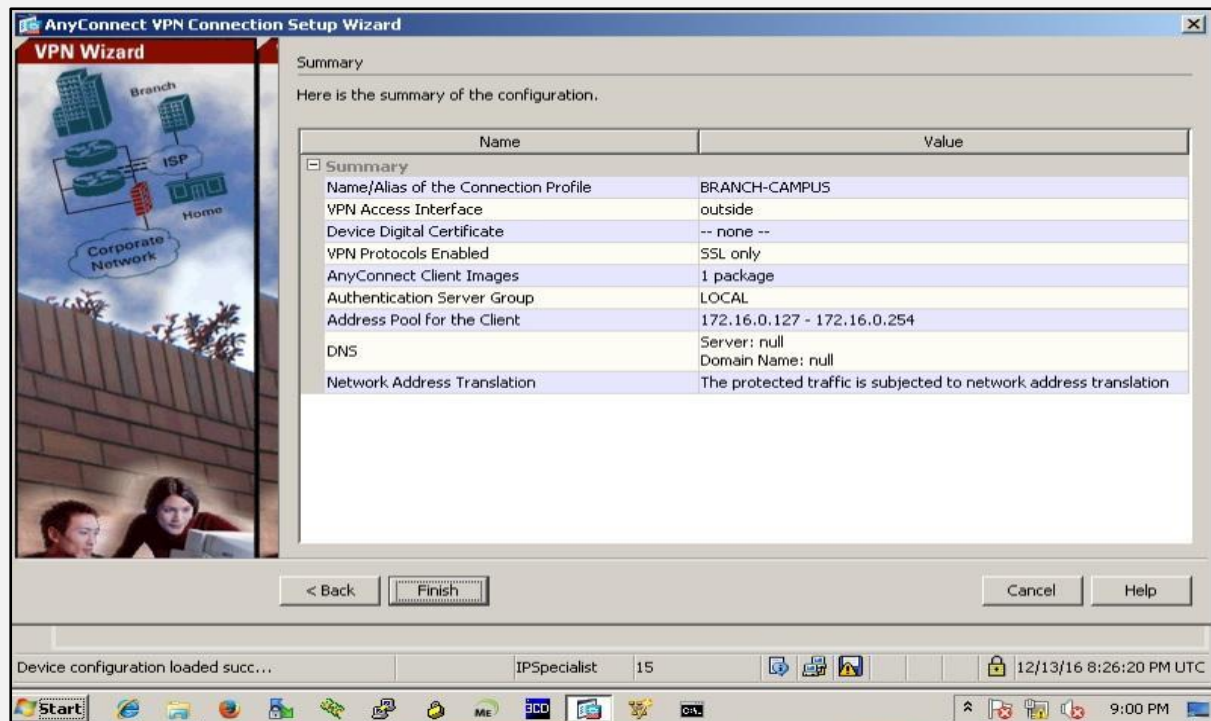 AnyConnect VPN Connection Setup Wizard
VPN Wizard
Branch
ISP
Home
Corporate
Network
Summary
Here is the summary of the configuration.
Name Value
Summary
Name/Alias of the Connection Profile BRANCH-CAMPUS
VPN Access Interface outside
Device Digital Certificate -- none --
VPN Protocols Enabled SSL only
AnyConnect Client Images 1 package
Authentication Server Group LOCAL
Address Pool for the Client 172.16.0.127 - 172.16.0.254
DNS Server: null
Domain Name: null
Network Address Translation The protected traffic is subjected to network address translation
< Back Finish Cancel Help
Device configuration loaded succ... IPSpecialist 15 12/13/16 8:26:20 PM UTC
Start ME 3CD C:\. 9:00 PM